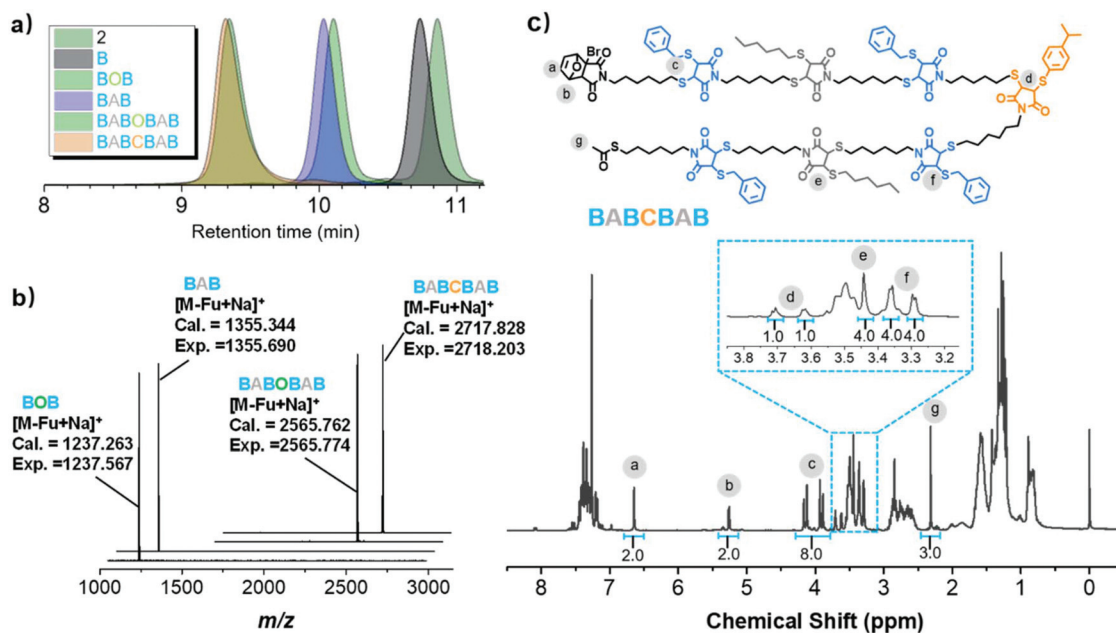 a)
2
B
BOB
BAB
BABOBAB
BABCBAB
8 9 10 11
Retention time (min)
b)
BAB
[M-Fu+Na]+
Cal. = 1355.344
Exp. =1355.690
BABCBAB
[M-Fu+Na]+
Cal. = 2717.828
Exp. =2718.203
BOB
[M-Fu+Na]+
Cal. = 1237.263
Exp. =1237.567
BABOBAB
[M-Fu+Na]+
Cal. = 2565.762
Exp. =2565.774
1000 1500 2000 2500 3000
m/z
c)
a
b
Br
O
O
O
N
S
c
S
O
O
N
S
S
O
O
N
S
S
O
O
N
S
d
S
O
O
N
g
O
S
N
O
O
S
S
N
O
O
S
e
S
N
O
O
S
f
S
BABCBAB
d
e
f
1.0 1.0 4.0 4.0 4.0
3.8 3.7 3.6 3.5 3.4 3.3 3.2
a
b
c
g
2.0 2.0 8.0 3.0
8 7 6 5 4 3 2 1 0
Chemical Shift (ppm)